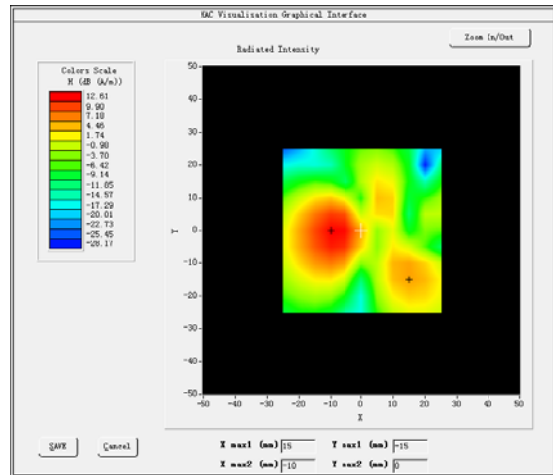 KAC Visualization Graphical Interface
Zoom In/Out
Radiated Intensity
Colors Scale
H (dB (A/m))
12.61
9.90
7.18
4.46
1.74
-0.98
-3.70
-6.42
-9.14
-11.85
-14.57
-17.29
-20.01
-22.73
-25.45
-28.17
Y
50
40
30
20
10
0
-10
-20
-30
-40
-50
-50 -40 -30 -20 -10 0 10 20 30 40 50
X
SAVE
Cancel
X max1 (mm) 15 Y max1 (mm) -15
X max2 (mm) -10 Y max2 (mm) 0